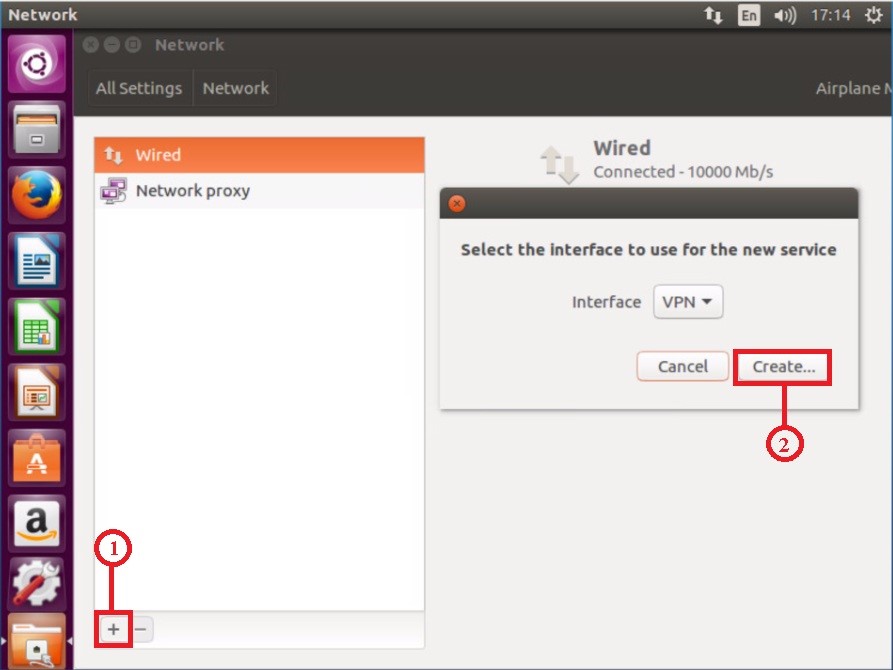 Network
En
17:14
Network
All Settings
Network
Airplane M
Wired
Network proxy
Wired
Connected - 10000 Mb/s
Select the interface to use for the new service
Interface
VPN
Cancel
Create...
2
1
+
-